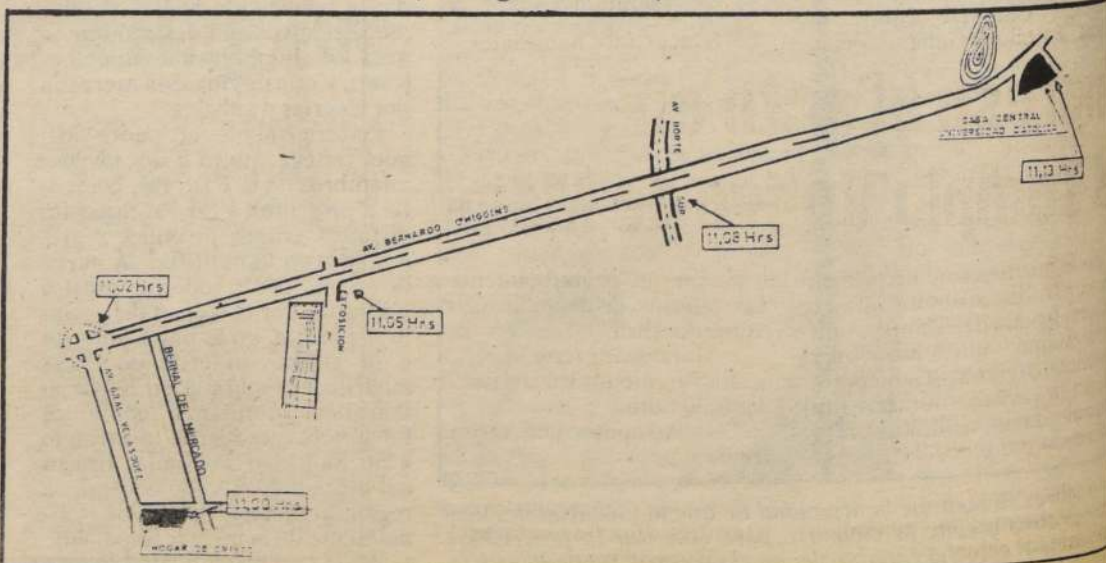 CASA CENTRAL
UNIVERSIDAD CATOLICA
11,13 Hrs
AV NORTE
SUR
11,08 Hrs
AV. BERNARDO O'HIGGINS
EXPOSICION
11,05 Hrs
11,02 Hrs
AV. GRAL VELASQUEZ
BERNAL DEL MERCADO
11,00 Hrs
HOGAR DE CRISTO